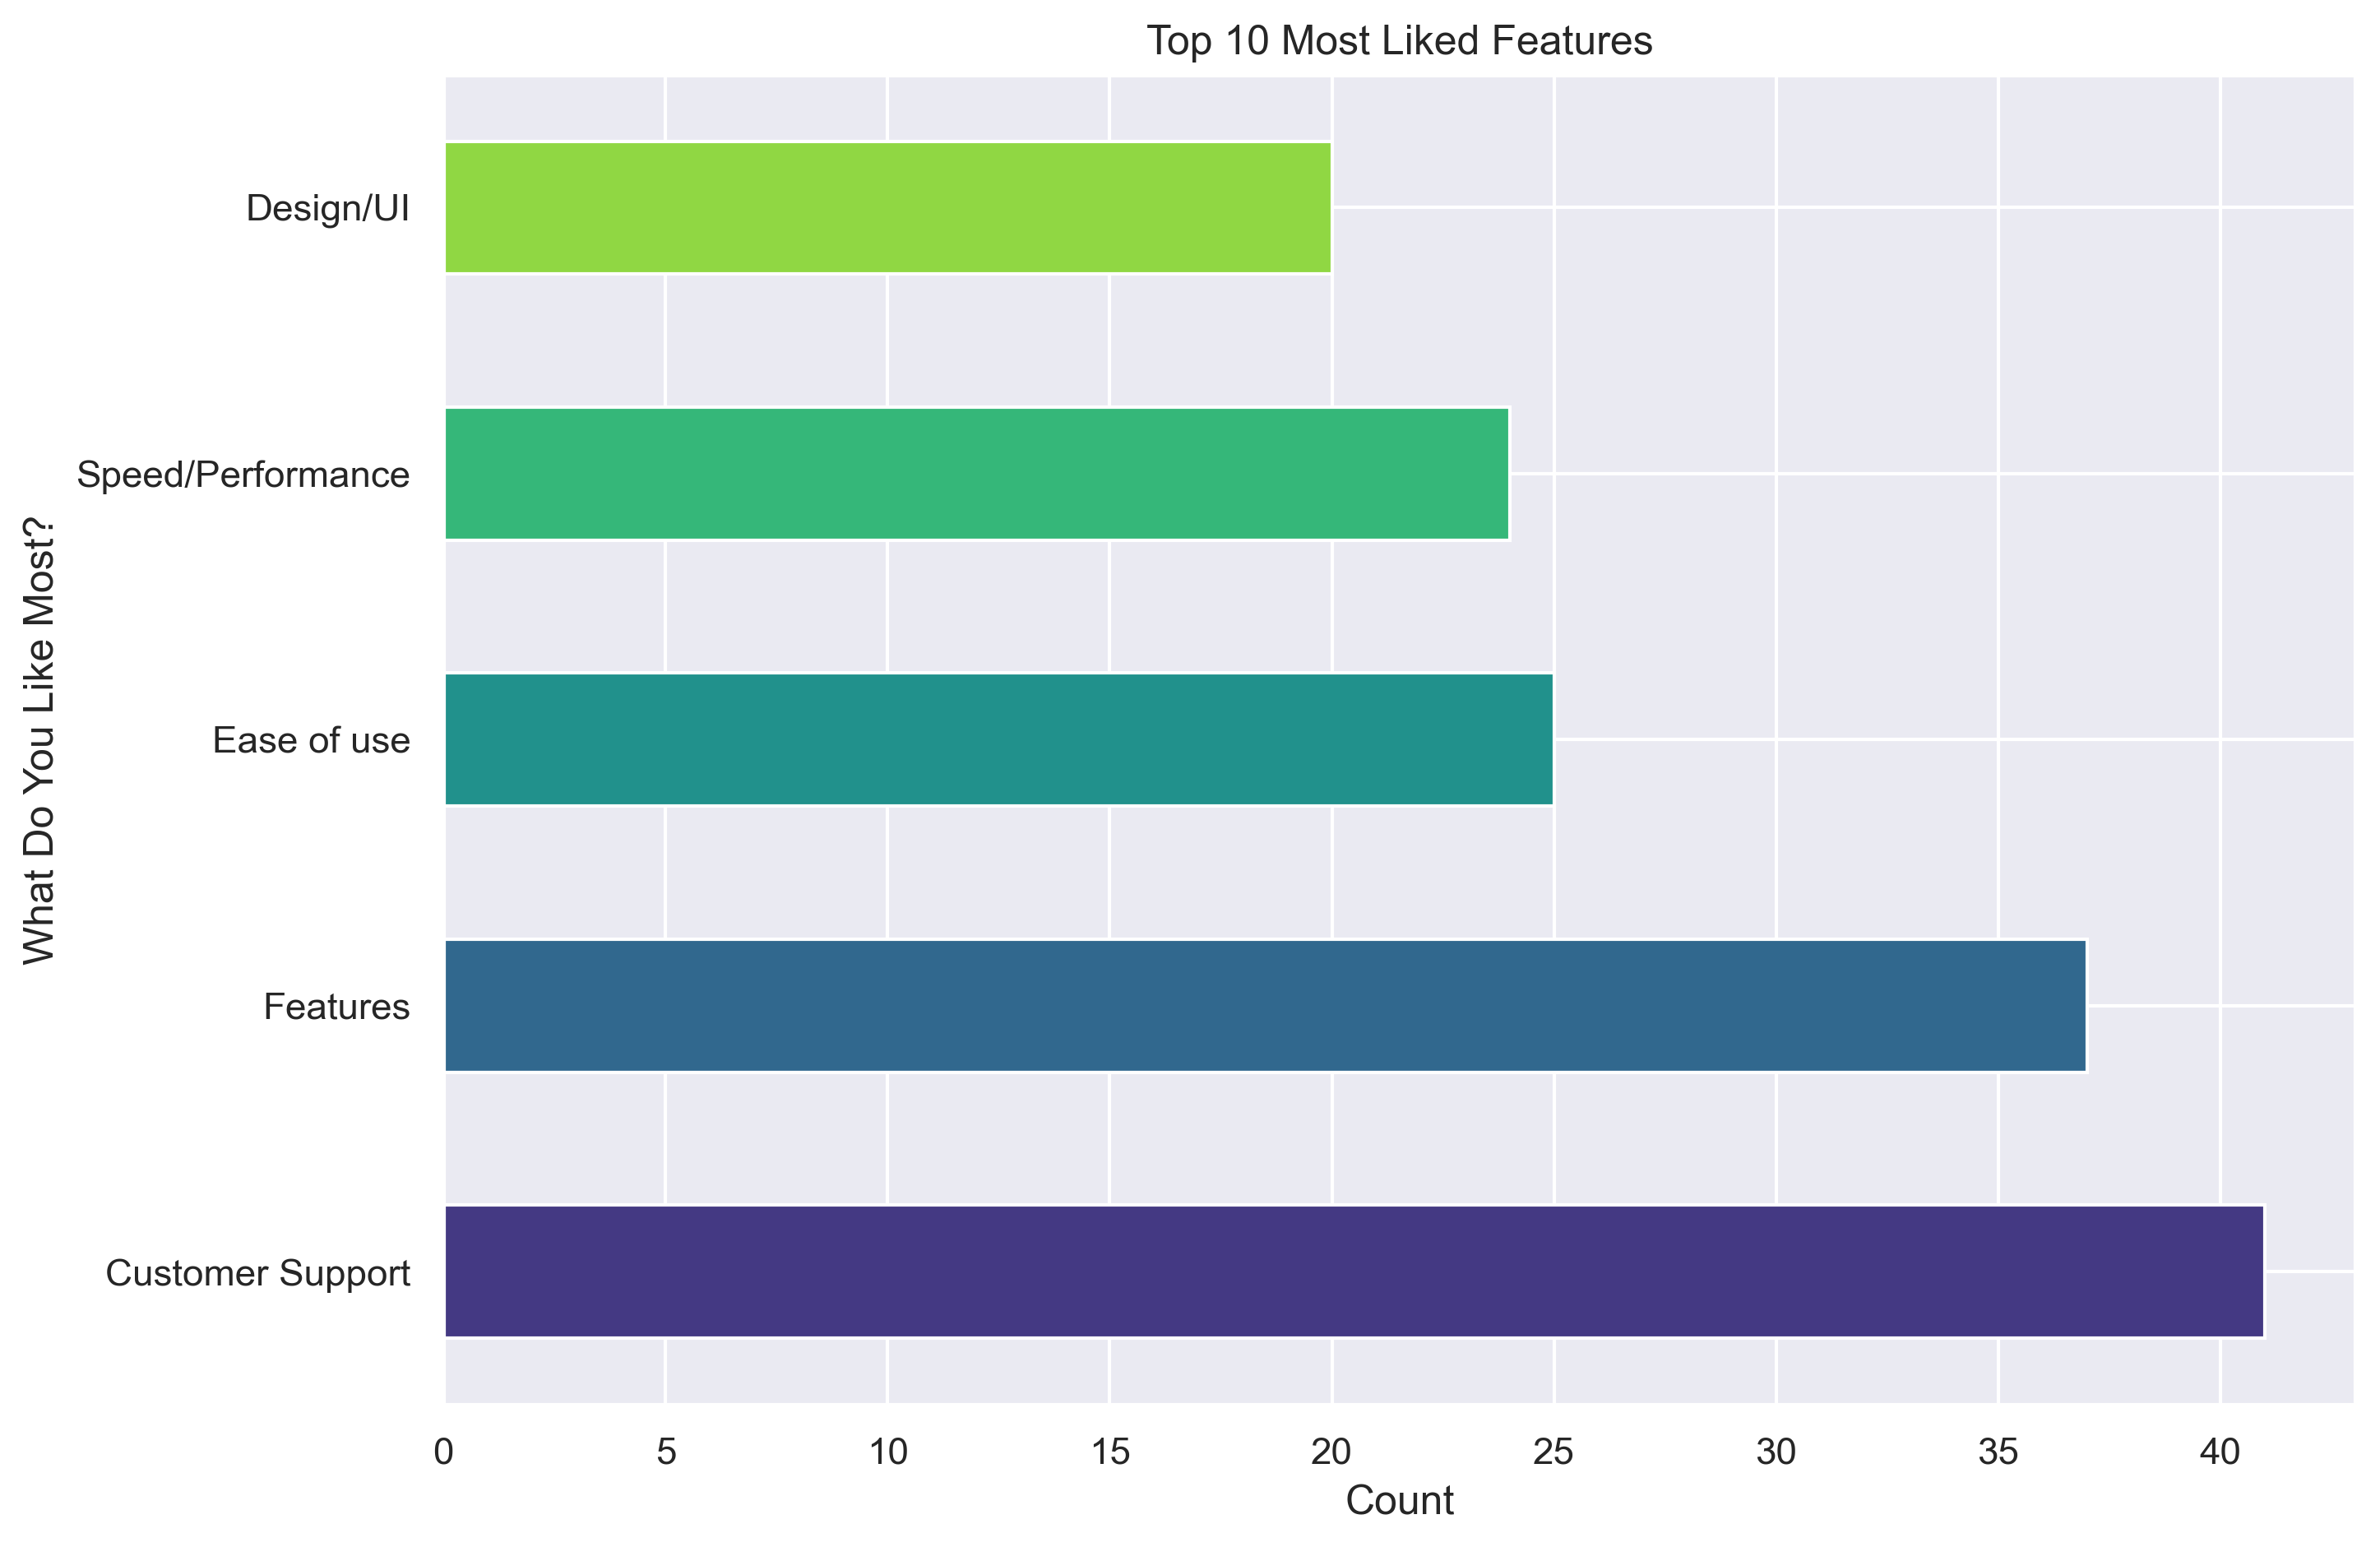 Top 10 Most Liked Features
What Do You Like Most?
Design/UI
Speed/Performance
Ease of use
Features
Customer Support
0 5 10 15 20 25 30 35 40
Count